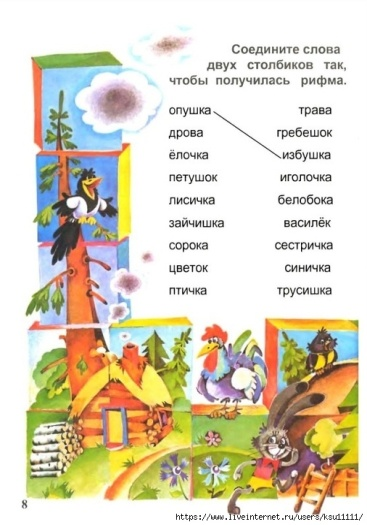 Соедините слова
двух столбиков так,
чтобы получилась рифма.
опушка трава
дрова гребешок
ёлочка избушка
петушок иголочка
лисичка белобока
зайчишка василёк
сорока сестричка
цветок синичка
птичка трусишка
8
https://www.liveinternet.ru/users/ksu11111/